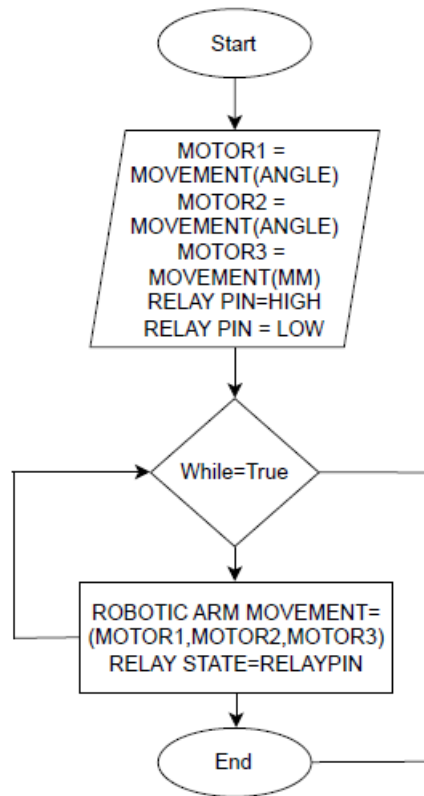 Start
MOTOR1 =
MOVEMENT(ANGLE)
MOTOR2 =
MOVEMENT(ANGLE)
MOTOR3 =
MOVEMENT(MM)
RELAY PIN=HIGH
RELAY PIN = LOW
While=True
ROBOTIC ARM MOVEMENT=
(MOTOR1,MOTOR2,MOTOR3)
RELAY STATE=RELAYPIN
End